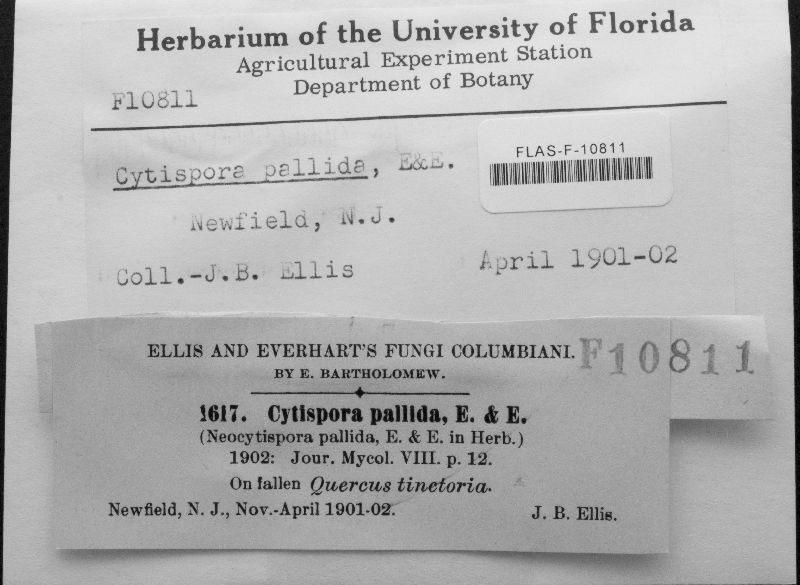 Herbarium of the University of Florida
Agricultural Experiment Station
Department of Botany
F10811
FLAS-F-10811
Cytispora pallida, E&E.
Newfield, N.J.
Coll.-J.B. Ellis
April 1901-02
ELLIS AND EVERHART'S FUNGI COLUMBIANI.
F10811
BY E. BARTHOLOMEW.
1617. Cytispora pallida, E. & E.
(Neocytispora pallida, E. & E. in Herb.)
1902: Jour. Mycol. VIII. p. 12.
On fallen Quercus tinctoria.
Newfield, N. J., Nov.-April 1901-02.
J. B. Ellis.